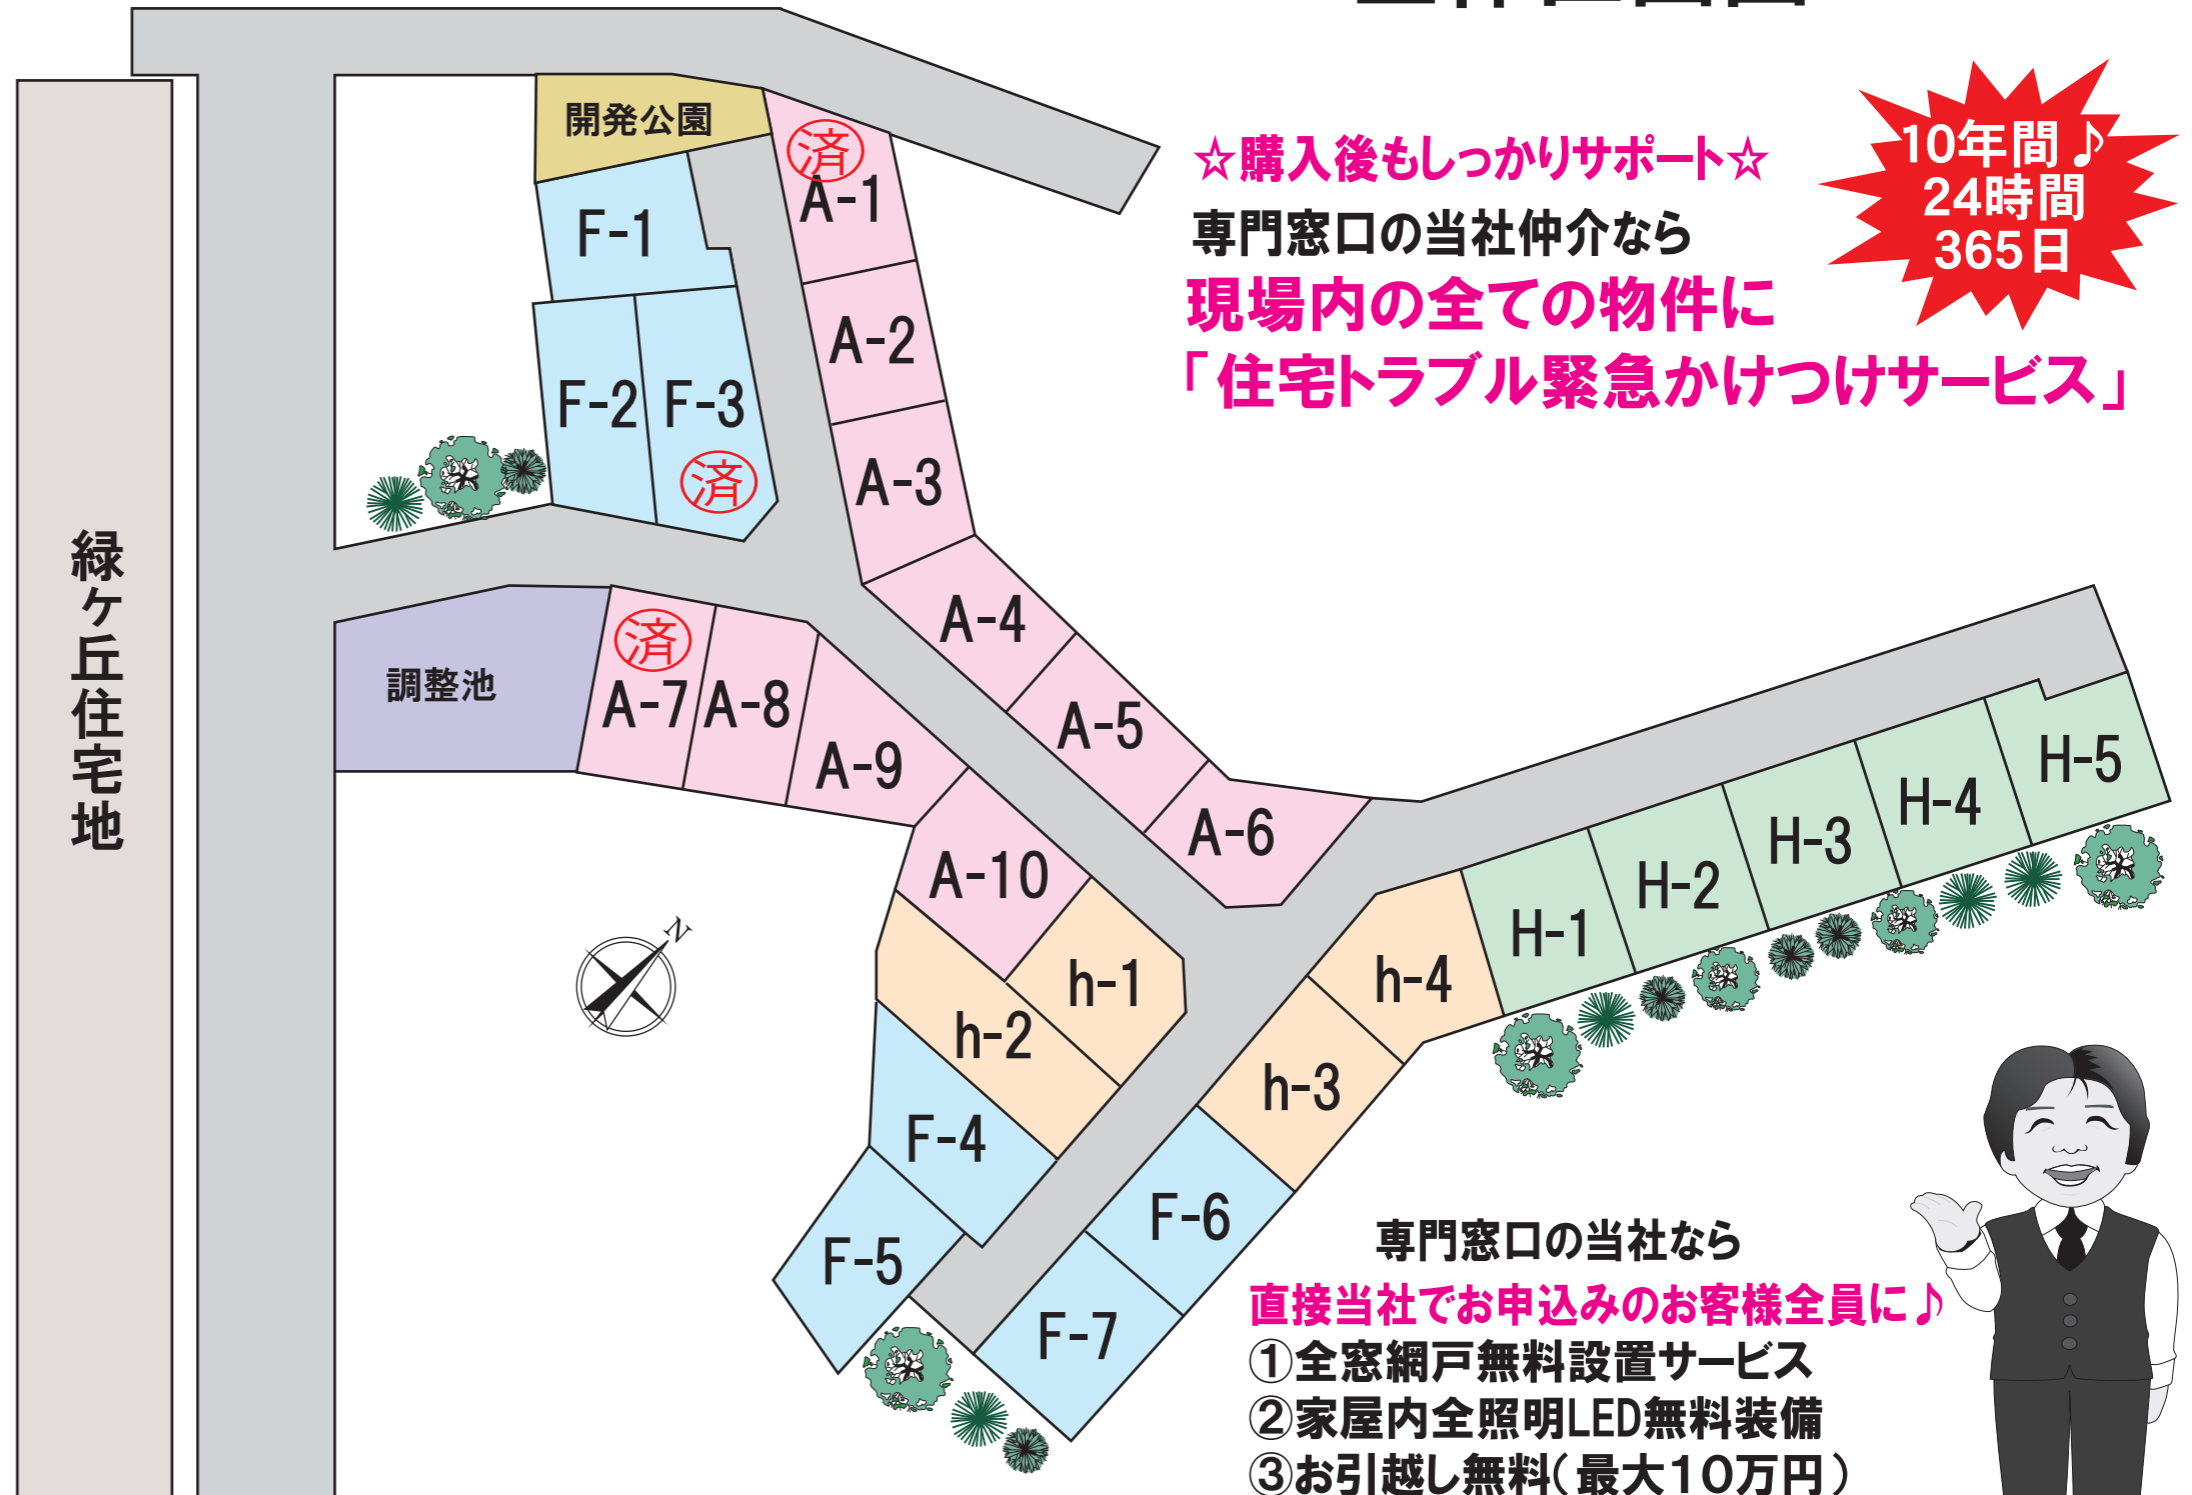 開発公園
済
A-1
F-1
A-2
F-2
F-3
済
A-3
緑ヶ丘住宅地
A-4
調整池
済
A-7
A-8
A-9
A-5
A-6
A-10
h-1
h-2
h-3
h-4
H-1
H-2
H-3
H-4
H-5
F-4
F-5
F-6
F-7
N
☆購入後もしっかりサポート☆
専門窓口の当社仲介なら
現場内の全ての物件に
「住宅トラブル緊急かけつけサービス」
10年間♪
24時間
365日
専門窓口の当社なら
直接当社でお申込みのお客様全員に♪
①全窓網戸無料設置サービス
②家屋内全照明LED無料装備
③お引越し無料(最大10万円)